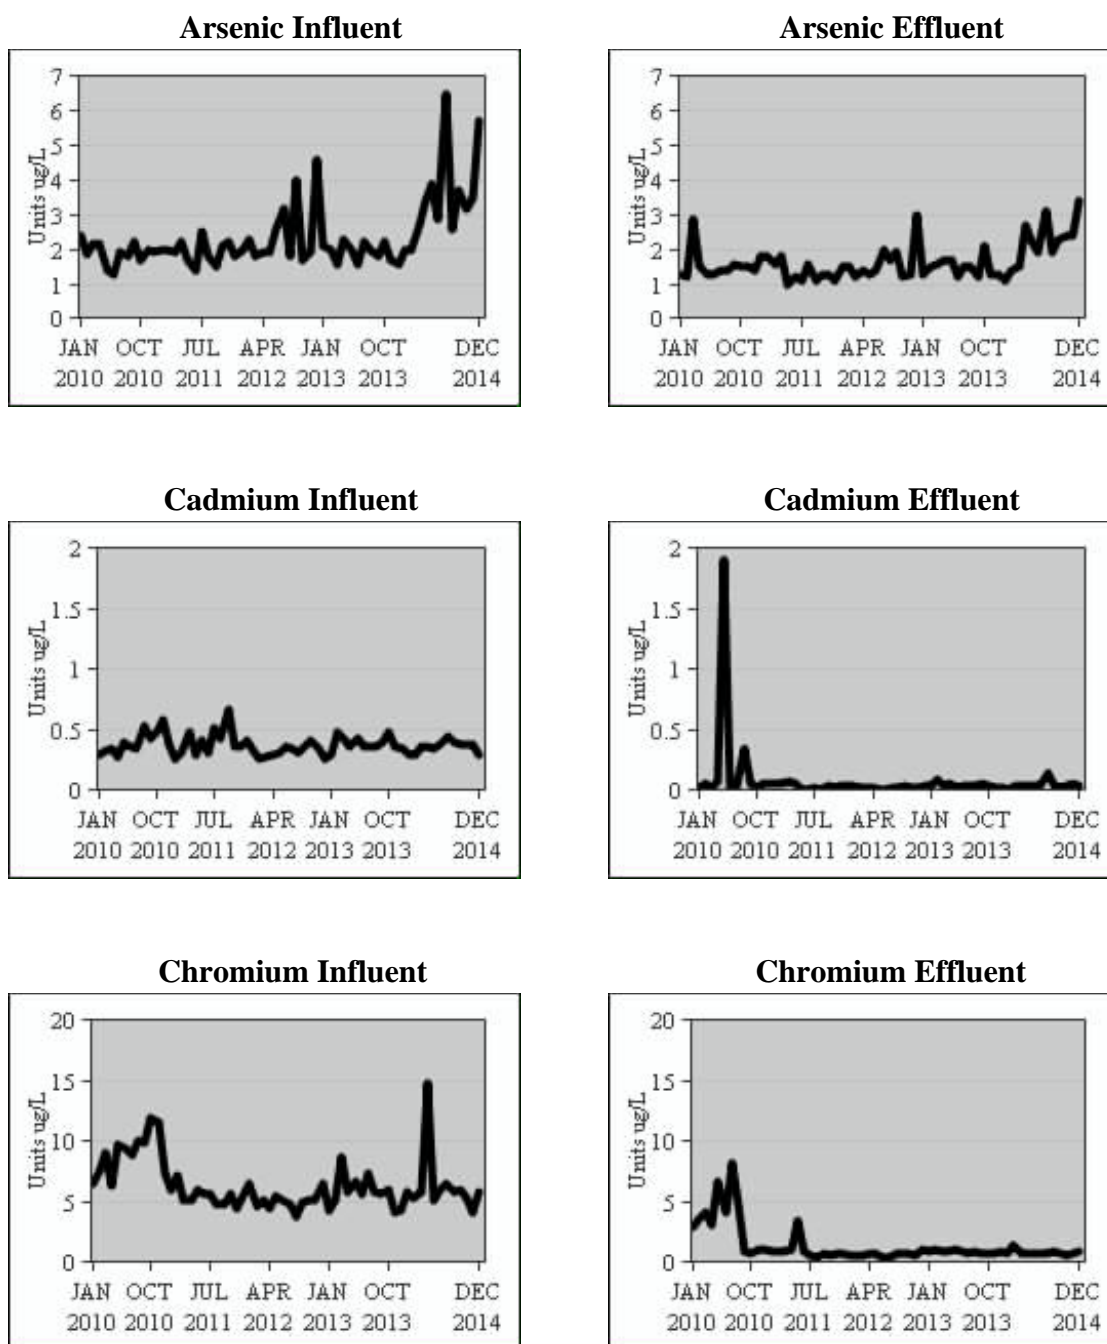 Arsenic Influent
Units ug/L
7
6
5
4
3
2
1
0
JAN OCT JUL APR JAN OCT DEC
2010 2010 2011 2012 2013 2013 2014
Arsenic Effluent
Units ug/L
7
6
5
4
3
2
1
0
JAN OCT JUL APR JAN OCT DEC
2010 2010 2011 2012 2013 2013 2014
Cadmium Influent
Units ug/L
2
1.5
1
0.5
0
JAN OCT JUL APR JAN OCT DEC
2010 2010 2011 2012 2013 2013 2014
Cadmium Effluent
Units ug/L
2
1.5
1
0.5
0
JAN OCT JUL APR JAN OCT DEC
2010 2010 2011 2012 2013 2013 2014
Chromium Influent
Units ug/L
20
15
10
5
0
JAN OCT JUL APR JAN OCT DEC
2010 2010 2011 2012 2013 2013 2014
Chromium Effluent
Units ug/L
20
15
10
5
0
JAN OCT JUL APR JAN OCT DEC
2010 2010 2011 2012 2013 2013 2014